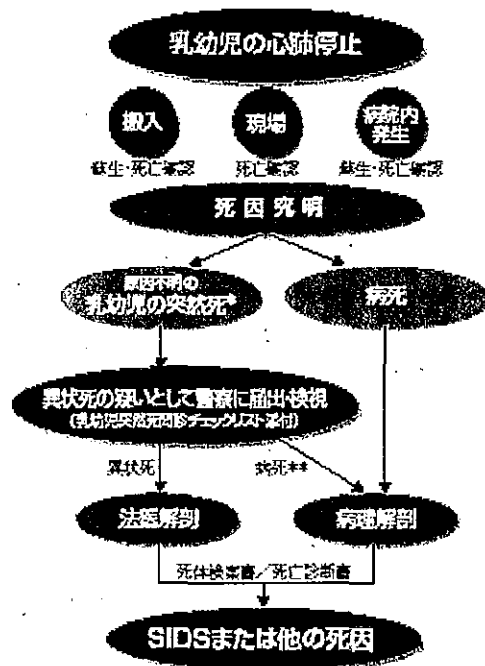 乳幼児の心肺停止
搬入
現場
病院内
発生
蘇生・死亡確認
死亡確認
蘇生・死亡確認
死因究明
原因不明の
乳幼児の突然死*
病死
異状死の疑いとして警察に届出・検視
(乳幼児突然死問診チェックリスト添付)
異状死
病死**
法医解剖
病理解剖
死体検案書／死亡診断書
SIDSまたは他の死因